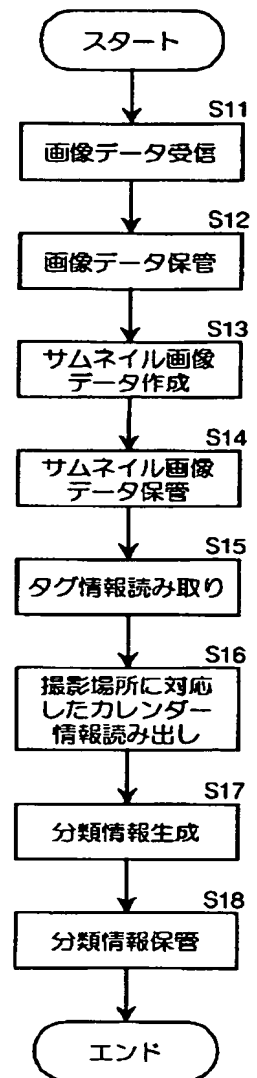 スタート
S11
画像データ受信
S12
画像データ保管
S13
サムネイル画像
データ作成
S14
サムネイル画像
データ保管
S15
タグ情報読み取り
S16
撮影場所に対応
したカレンダー
情報読み出し
S17
分類情報生成
S18
分類情報保管
エンド